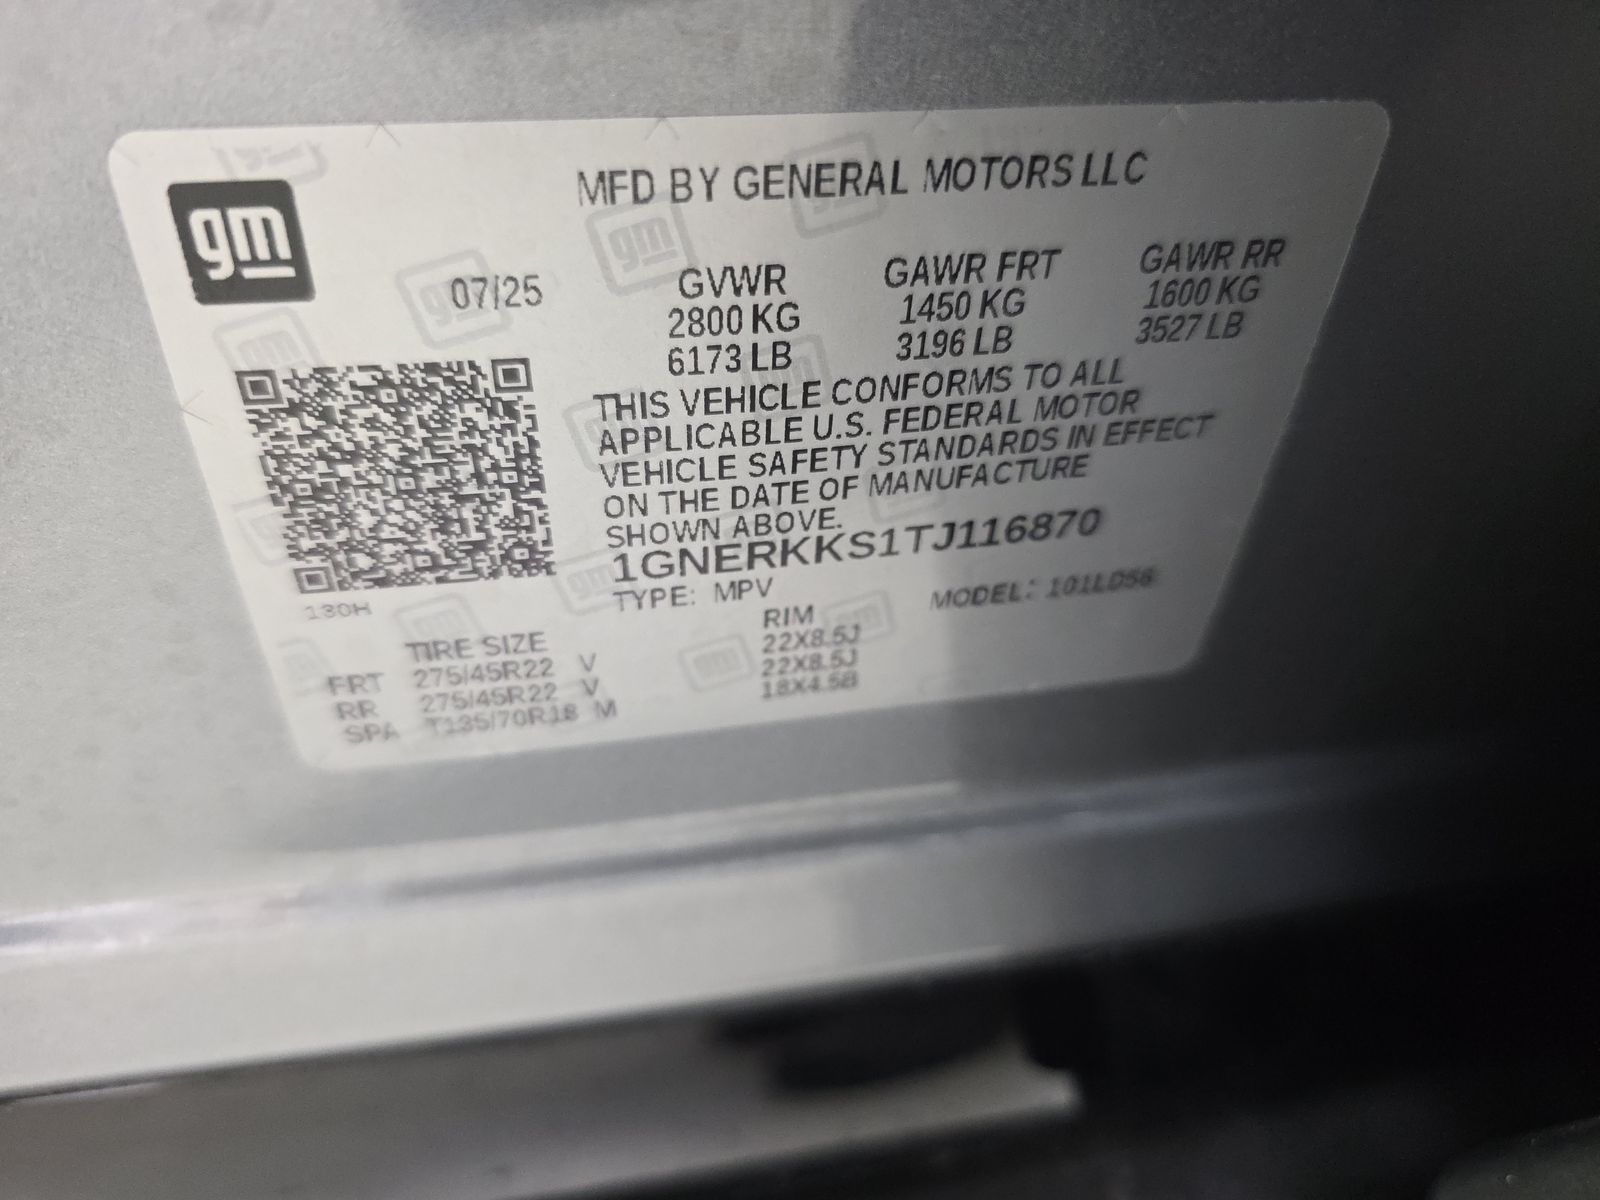 gm
MFD BY GENERAL MOTORS LLC
07/25
GVWR
2800 KG
6173 LB
GAWR FRT
1450 KG
3196 LB
GAWR RR
1600 KG
3527 LB
THIS VEHICLE CONFORMS TO ALL
APPLICABLE U.S. FEDERAL MOTOR
VEHICLE SAFETY STANDARDS IN EFFECT
ON THE DATE OF MANUFACTURE
SHOWN ABOVE.
1GNERKKS1TJ116870
TYPE: MPV MODEL: 101LD56
130H
TIRE SIZE RIM
FRT 275/45R22 V 22X8.5J
RR 275/45R22 V 22X8.5J
SPA T135/70R18 M 18X4.5B